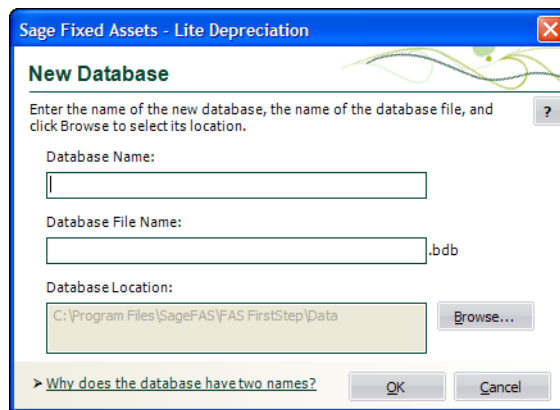 Sage Fixed Assets - Lite Depreciation
New Database
Enter the name of the new database, the name of the database file, and
click Browse to select its location.
?
Database Name:
Database File Name:
.bdb
Database Location:
C:\Program Files\SageFAS\FAS FirstStep\Data
Browse...
Why does the database have two names?
OK
Cancel